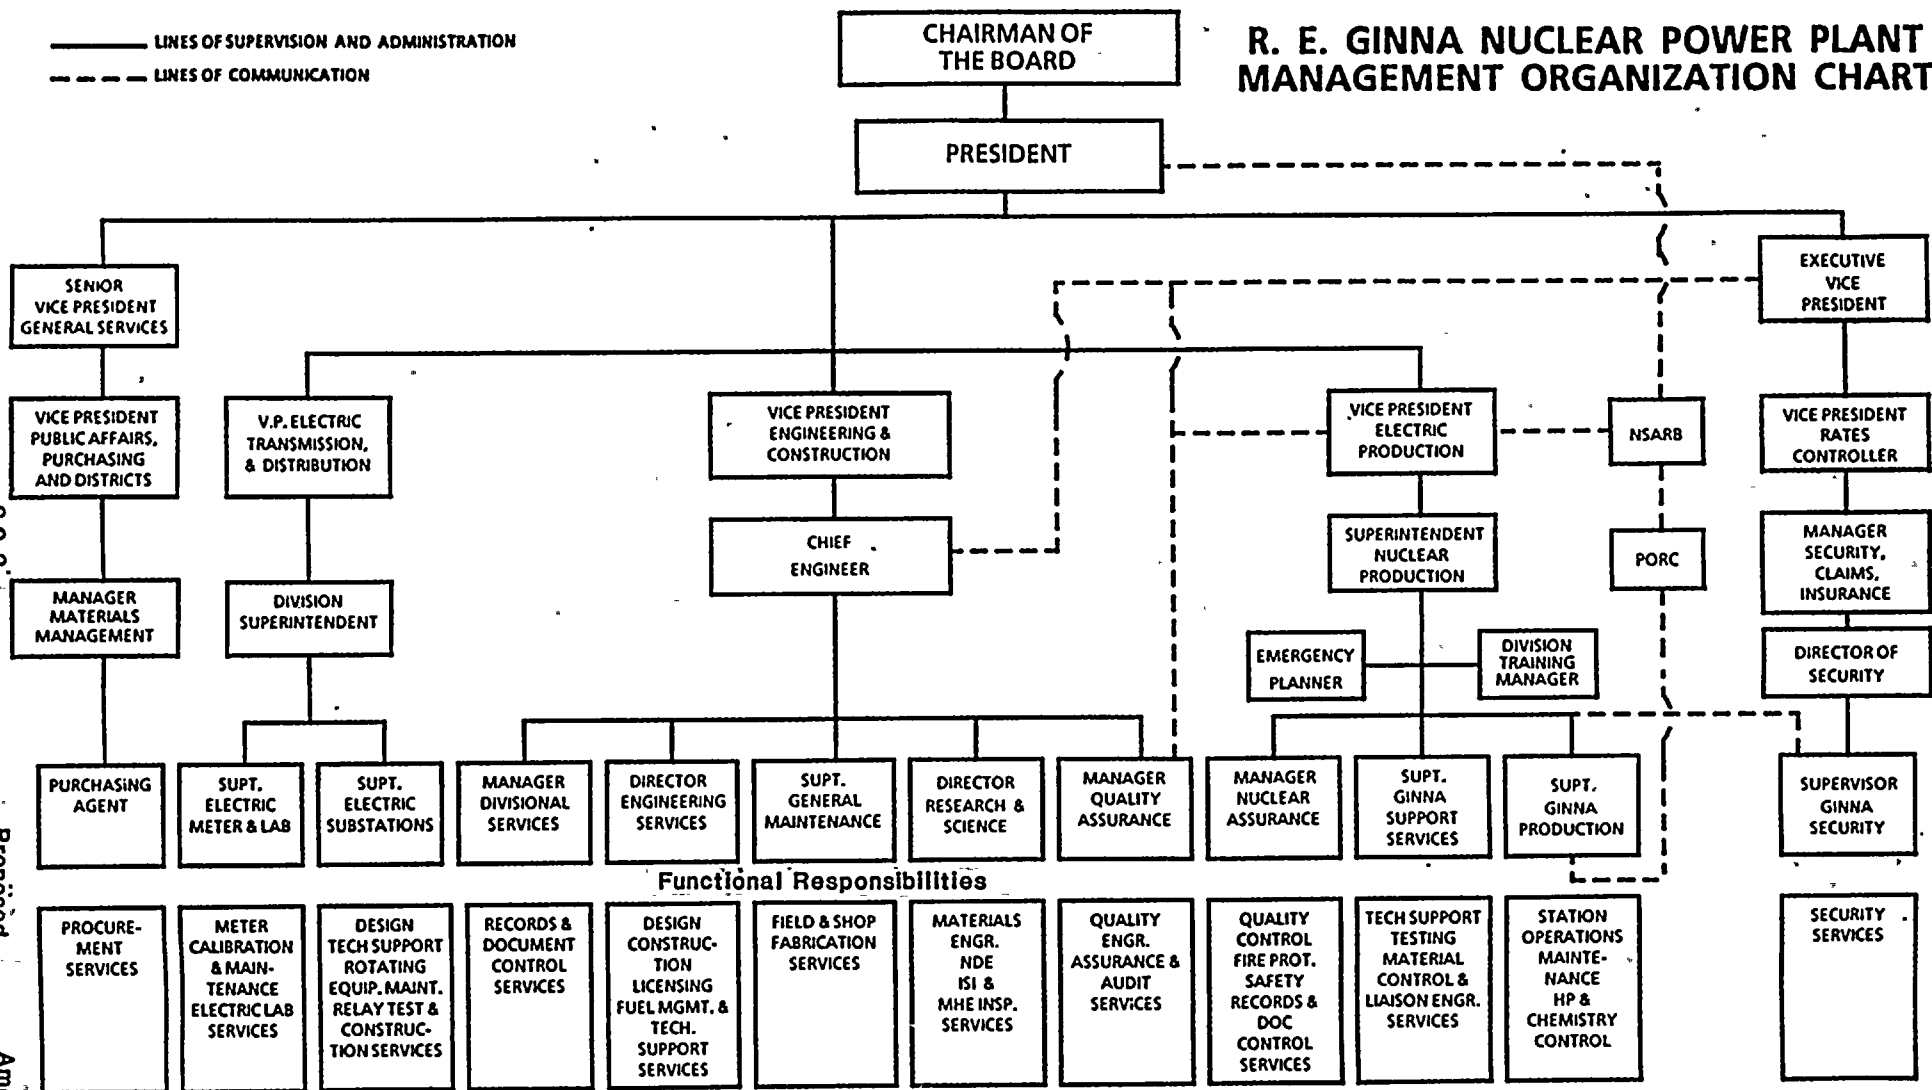 LINES OF SUPERVISION AND ADMINISTRATION
LINES OF COMMUNICATION
R. E. GINNA NUCLEAR POWER PLANT
MANAGEMENT ORGANIZATION CHART
CHAIRMAN OF
THE BOARD
PRESIDENT
SENIOR
VICE PRESIDENT
GENERAL SERVICES
EXECUTIVE
VICE
PRESIDENT
VICE PRESIDENT
PUBLIC AFFAIRS,
PURCHASING
AND DISTRICTS
V.P. ELECTRIC
TRANSMISSION,
& DISTRIBUTION
VICE PRESIDENT
ENGINEERING &
CONSTRUCTION
VICE PRESIDENT
ELECTRIC
PRODUCTION
NSARB
VICE PRESIDENT
RATES
CONTROLLER
CHIEF
ENGINEER
SUPERINTENDENT
NUCLEAR
PRODUCTION
PORC
MANAGER
SECURITY,
CLAIMS,
INSURANCE
MANAGER
MATERIALS
MANAGEMENT
DIVISION
SUPERINTENDENT
EMERGENCY
PLANNER
DIVISION
TRAINING
MANAGER
DIRECTOR OF
SECURITY
PURCHASING
AGENT
SUPT.
ELECTRIC
METER & LAB
SUPT.
ELECTRIC
SUBSTATIONS
MANAGER
DIVISIONAL
SERVICES
DIRECTOR
ENGINEERING
SERVICES
SUPT.
GENERAL
MAINTENANCE
DIRECTOR
RESEARCH &
SCIENCE
MANAGER
QUALITY
ASSURANCE
MANAGER
NUCLEAR
ASSURANCE
SUPT.
GINNA
SUPPORT
SERVICES
SUPT.
GINNA
PRODUCTION
SUPERVISOR
GINNA
SECURITY
Functional Responsibilities
PROCURE-
MENT
SERVICES
METER
CALIBRATION
& MAIN-
TENANCE
ELECTRIC LAB
SERVICES
DESIGN
TECH SUPPORT
ROTATING
EQUIP. MAINT.
RELAY TEST &
CONSTRUC-
TION SERVICES
RECORDS &
DOCUMENT
CONTROL
SERVICES
DESIGN
CONSTRUC-
TION
LICENSING
FUEL MGMT. &
TECH.
SUPPORT
SERVICES
FIELD & SHOP
FABRICATION
SERVICES
MATERIALS
ENGR.
NDE
ISI &
MHE INSP.
SERVICES
QUALITY
ENGR.
ASSURANCE &
AUDIT
SERVICES
QUALITY
CONTROL
FIRE PROT.
SAFETY
RECORDS &
DOC
CONTROL
SERVICES
TECH SUPPORT
TESTING
MATERIAL
CONTROL &
LIAISON ENGR.
SERVICES
STATION
OPERATIONS
MAINTE-
NANCE
HP &
CHEMISTRY
CONTROL
SECURITY
SERVICES